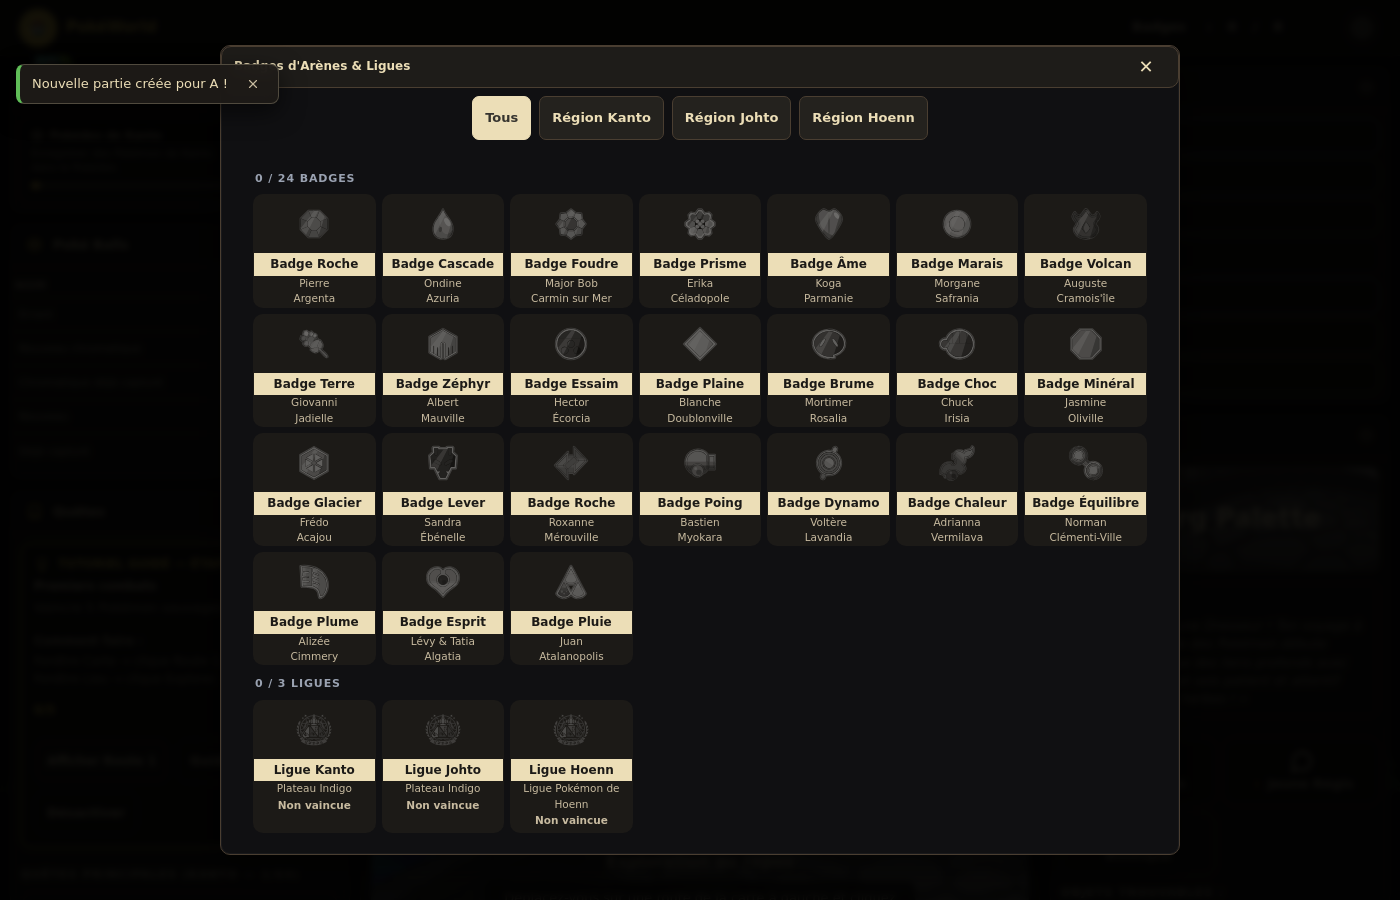 Badges d'Arènes & Ligues
Nouvelle partie créée pour A !
Tous
Région Kanto
Région Johto
Région Hoenn
0 / 24 BADGES
Badge Roche
Pierre
Argenta
Badge Cascade
Ondine
Azuria
Badge Foudre
Major Bob
Carmin sur Mer
Badge Prisme
Erika
Céladopole
Badge Âme
Koga
Parmanie
Badge Marais
Morgane
Safrania
Badge Volcan
Auguste
Cramois'île
Badge Terre
Giovanni
Jadielle
Badge Zéphyr
Albert
Mauville
Badge Essaim
Hector
Écorcia
Badge Plaine
Blanche
Doublonville
Badge Brume
Mortimer
Rosalia
Badge Choc
Chuck
Irisia
Badge Minéral
Jasmine
Oliville
Badge Glacier
Frédo
Acajou
Badge Lever
Sandra
Ébénelle
Badge Roche
Roxanne
Mérouville
Badge Poing
Bastien
Myokara
Badge Dynamo
Voltère
Lavandia
Badge Chaleur
Adrianna
Vermilava
Badge Équilibre
Norman
Clémenti-Ville
Badge Plume
Alizée
Cimmery
Badge Esprit
Lévy & Tatia
Algatia
Badge Pluie
Juan
Atalanopolis
0 / 3 LIGUES
Ligue Kanto
Plateau Indigo
Non vaincue
Ligue Johto
Plateau Indigo
Non vaincue
Ligue Hoenn
Ligue Pokémon de
Hoenn
Non vaincue